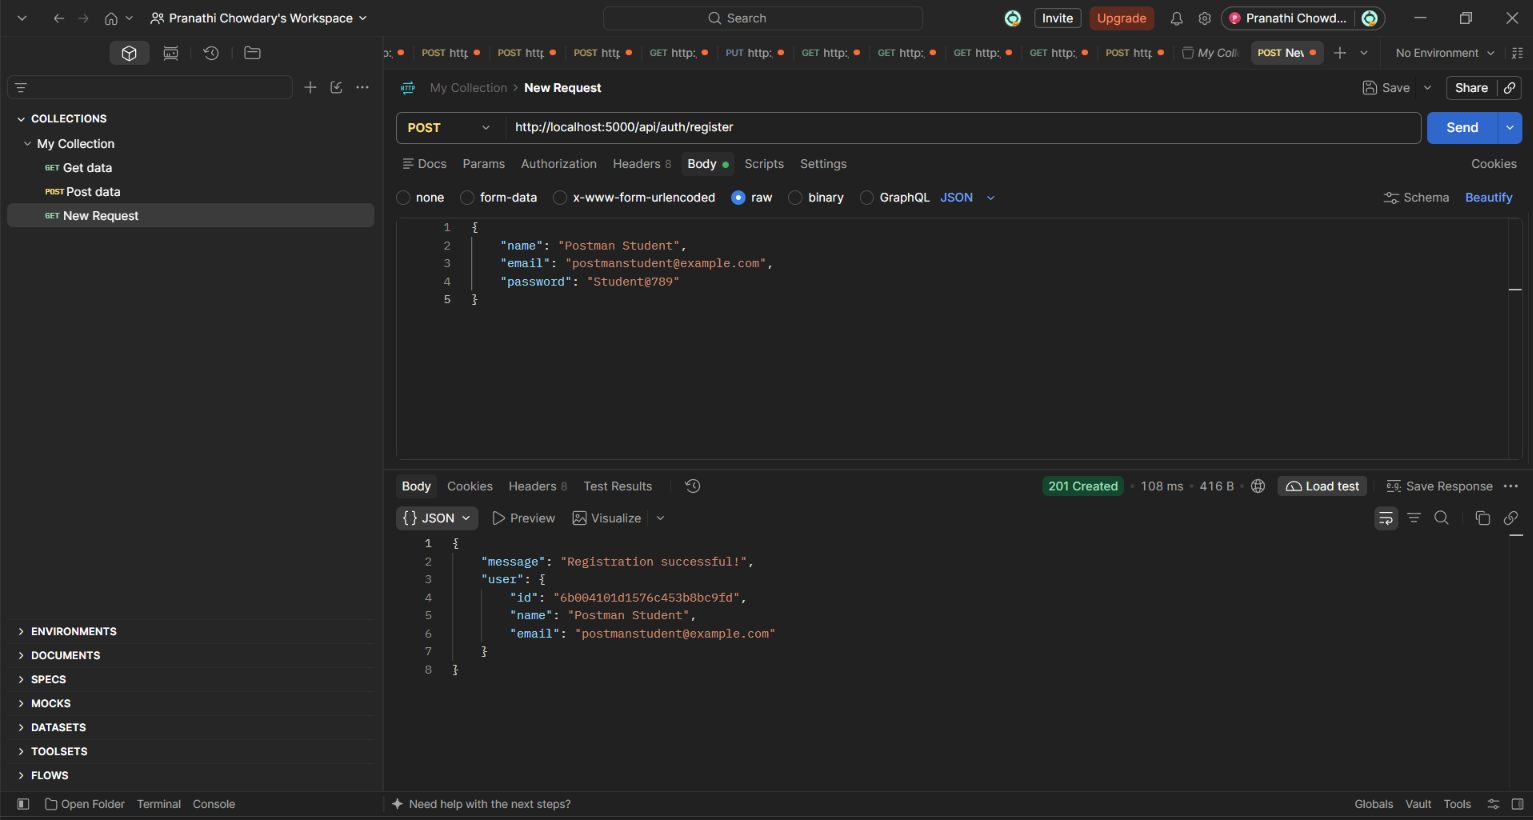 Pranathi Chowdary's Workspace
Search
Invite
Upgrade
Pranathi Chowd...
POST http
POST http
POST http
GET http:
PUT http:
GET http:
GET http:
GET http:
GET http:
POST http
My Coll
POST Nev
No Environment
COLLECTIONS
My Collection
GET Get data
POST Post data
GET New Request
ENVIRONMENTS
DOCUMENTS
SPECS
MOCKS
DATASETS
TOOLSETS
FLOWS
HTTP My Collection > New Request
Save
Share
POST http://localhost:5000/api/auth/register
Send
Docs Params Authorization Headers 8 Body Scripts Settings
Cookies
none form-data x-www-form-urlencoded raw binary GraphQL JSON
Schema Beautify
1 {
2 "name": "Postman Student",
3 "email": "postmanstudent@example.com",
4 "password": "Student@789"
5 }
Body Cookies Headers 8 Test Results
201 Created • 108 ms • 416 B
Load test
e.g. Save Response
{} JSON Preview Visualize
1 {
2 "message": "Registration successful!",
3 "user": {
4 "id": "6b004101d1576c453b8bc9fd",
5 "name": "Postman Student",
6 "email": "postmanstudent@example.com"
7 }
8 }
Open Folder Terminal Console
Need help with the next steps?
Globals Vault Tools